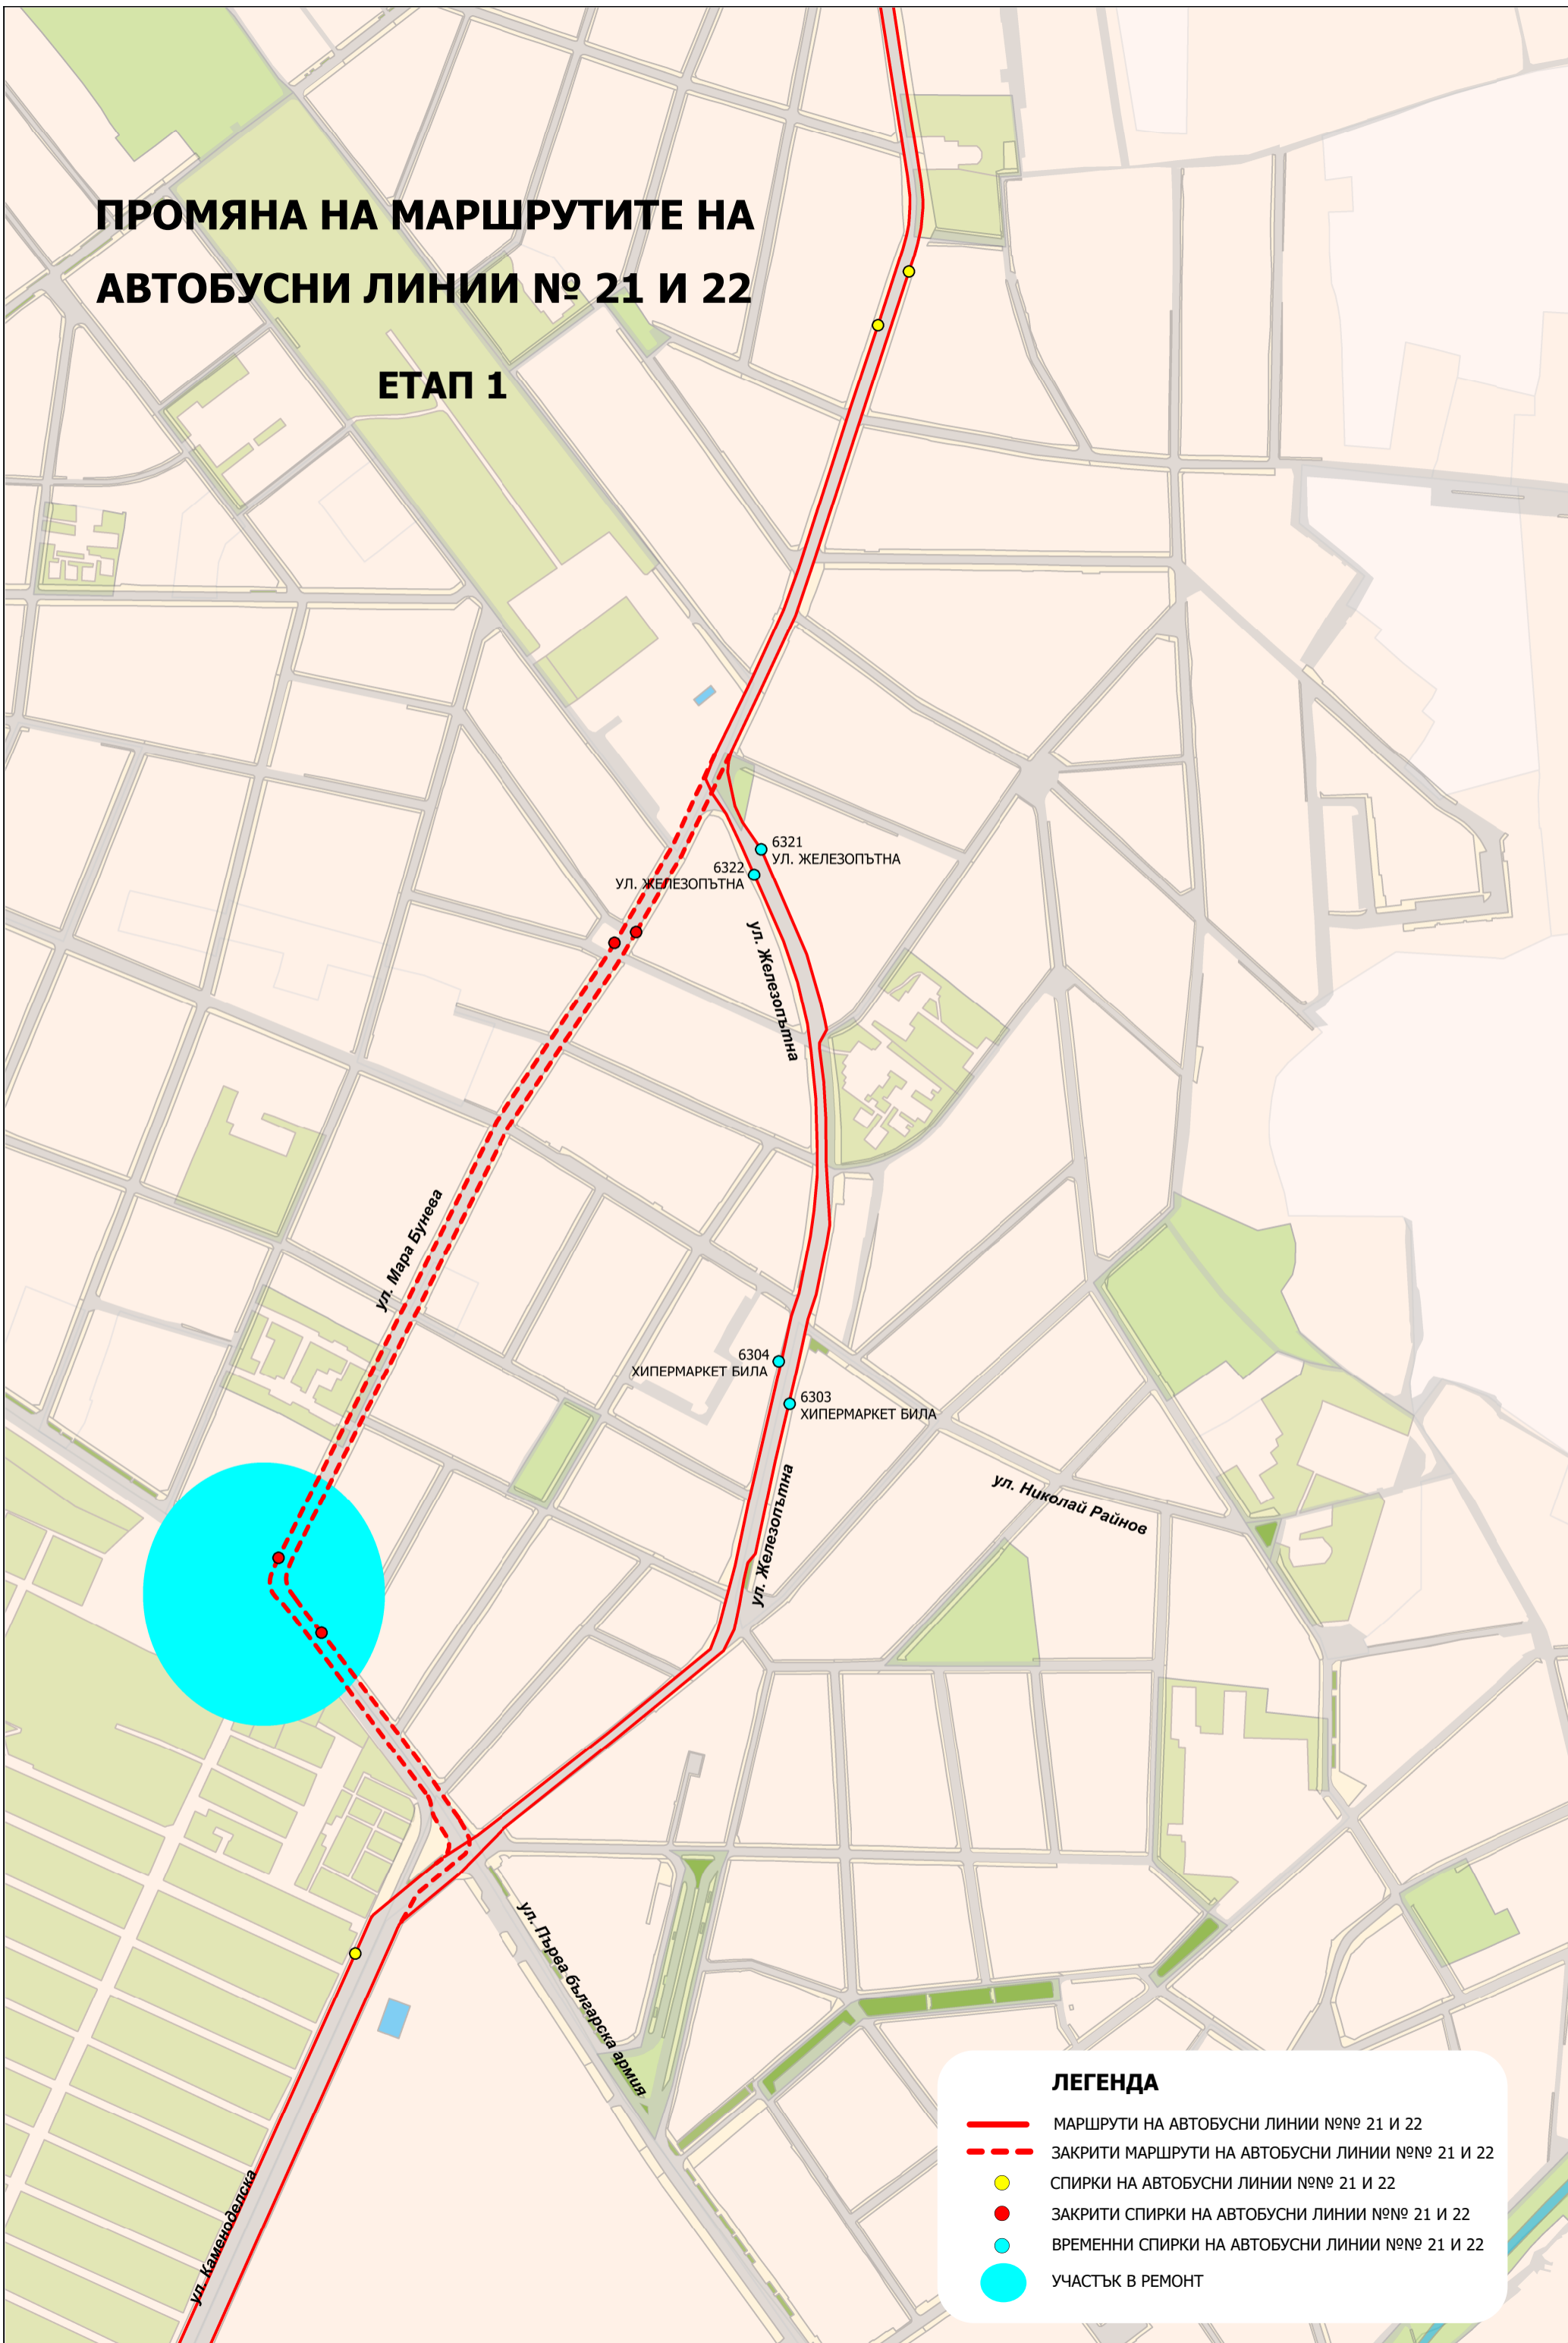 ПРОМЯНА НА МАРШРУТИТЕ НА
АВТОБУСНИ ЛИНИИ № 21 И 22
ЕТАП 1
6321
УЛ. ЖЕЛЕЗОПЪТНА
6322
УЛ. ЖЕЛЕЗОПЪТНА
ул. Железопътна
ул. Мара Бунева
6304
ХИПЕРМАРКЕТ БИЛА
6303
ХИПЕРМАРКЕТ БИЛА
ул. Железопътна
ул. Николай Райнов
ул. Първа българска армия
ул. Каменоделска
ЛЕГЕНДА
МАРШРУТИ НА АВТОБУСНИ ЛИНИИ №№ 21 И 22
ЗАКРИТИ МАРШРУТИ НА АВТОБУСНИ ЛИНИИ №№ 21 И 22
СПИРКИ НА АВТОБУСНИ ЛИНИИ №№ 21 И 22
ЗАКРИТИ СПИРКИ НА АВТОБУСНИ ЛИНИИ №№ 21 И 22
ВРЕМЕННИ СПИРКИ НА АВТОБУСНИ ЛИНИИ №№ 21 И 22
УЧАСТЪК В РЕМОНТ